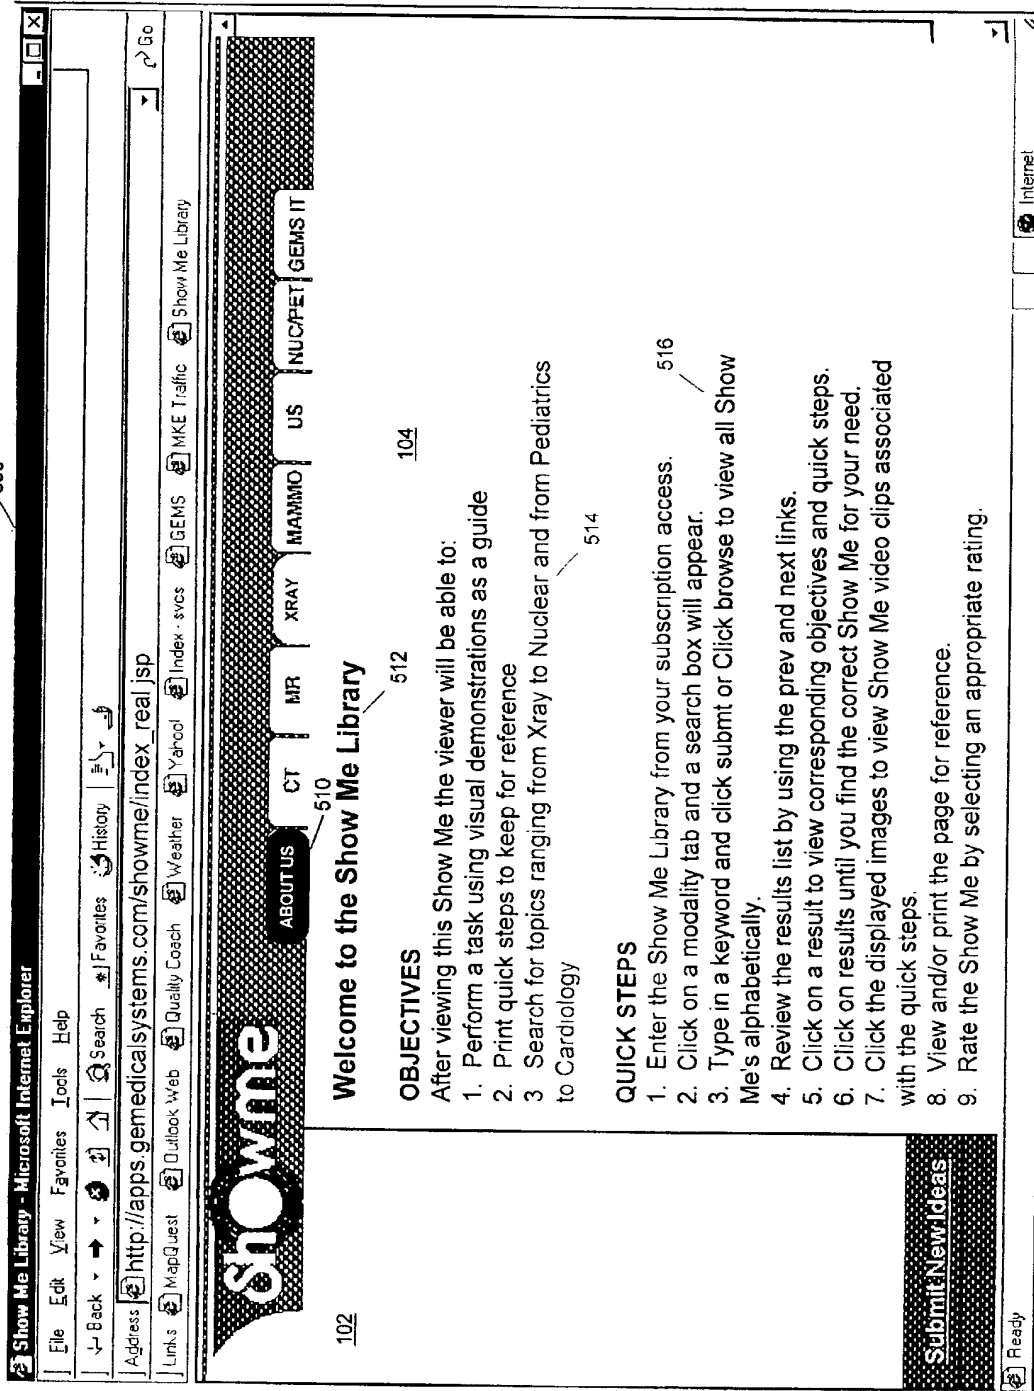 Show Me Library - Microsoft Internet Explorer
File Edit View Favorites Tools Help
Back Search Favorites History
Address http://apps.gemedicalsystems.com/showme/index_real.jsp Go
Links MapQuest Outlook Web Quality Coach Weather Yahoo! Index - svcs GEMS MKE Traffic Show Me Library
Showme
ABOUT US CT MR XRAY MAMMO US NUC/PET GEMS IT
510
102
Welcome to the Show Me Library
512
104
OBJECTIVES
After viewing this Show Me the viewer will be able to:
1. Perform a task using visual demonstrations as a guide
2. Print quick steps to keep for reference
3 Search for topics ranging from Xray to Nuclear and from Pediatrics
to Cardiology
514
QUICK STEPS
516
1. Enter the Show Me Library from your subscription access.
2. Click on a modality tab and a search box will appear.
3. Type in a keyword and click submt or Click browse to view all Show
Me's alphabetically.
4. Review the results list by using the prev and next links.
5. Click on a result to view corresponding objectives and quick steps.
6. Click on results until you find the correct Show Me for your need.
7. Click the displayed images to view Show Me video clips associated
with the quick steps.
8. View and/or print the page for reference.
9. Rate the Show Me by selecting an appropriate rating.
Submit New Ideas
Ready Internet